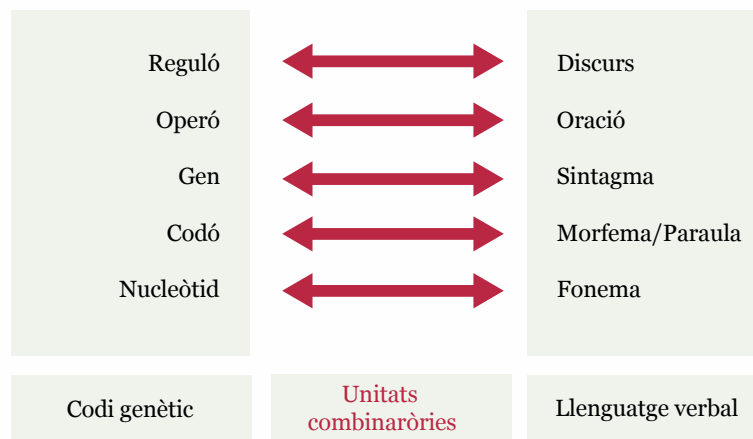 Reguló Discurs
Operó Oració
Gen Sintagma
Codó Morfema/Paraula
Nucleòtid Fonema
Codi genètic
Unitats
combinaròries
Llenguatge verbal